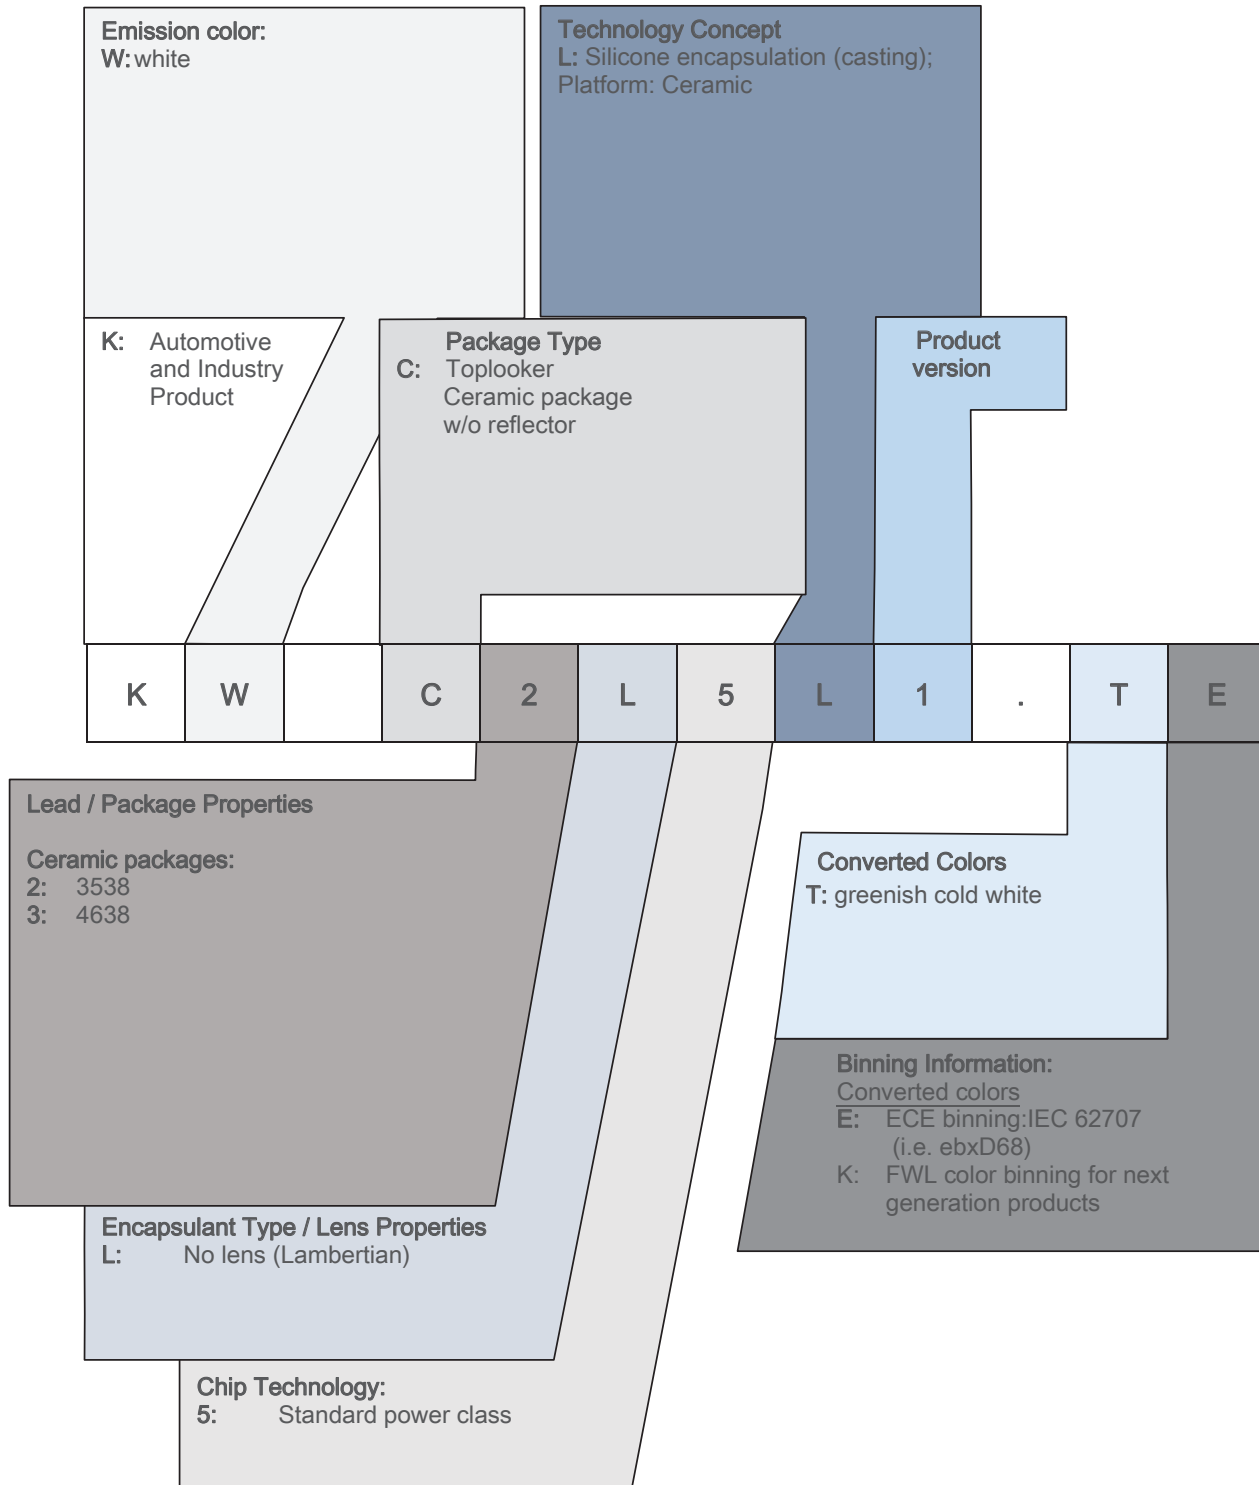 Emission color:
W: white
Technology Concept
L: Silicone encapsulation (casting);
Platform: Ceramic
K: Automotive
and Industry
Product
Package Type
C: Toplooker
Ceramic package
w/o reflector
Product
version
K W C 2 L 5 L 1 . T E
Lead / Package Properties
Ceramic packages:
2: 3538
3: 4638
Converted Colors
T: greenish cold white
Binning Information:
Converted colors
E: ECE binning:IEC 62707
(i.e. ebxD68)
K: FWL color binning for next
generation products
Encapsulant Type / Lens Properties
L: No lens (Lambertian)
Chip Technology:
5: Standard power class